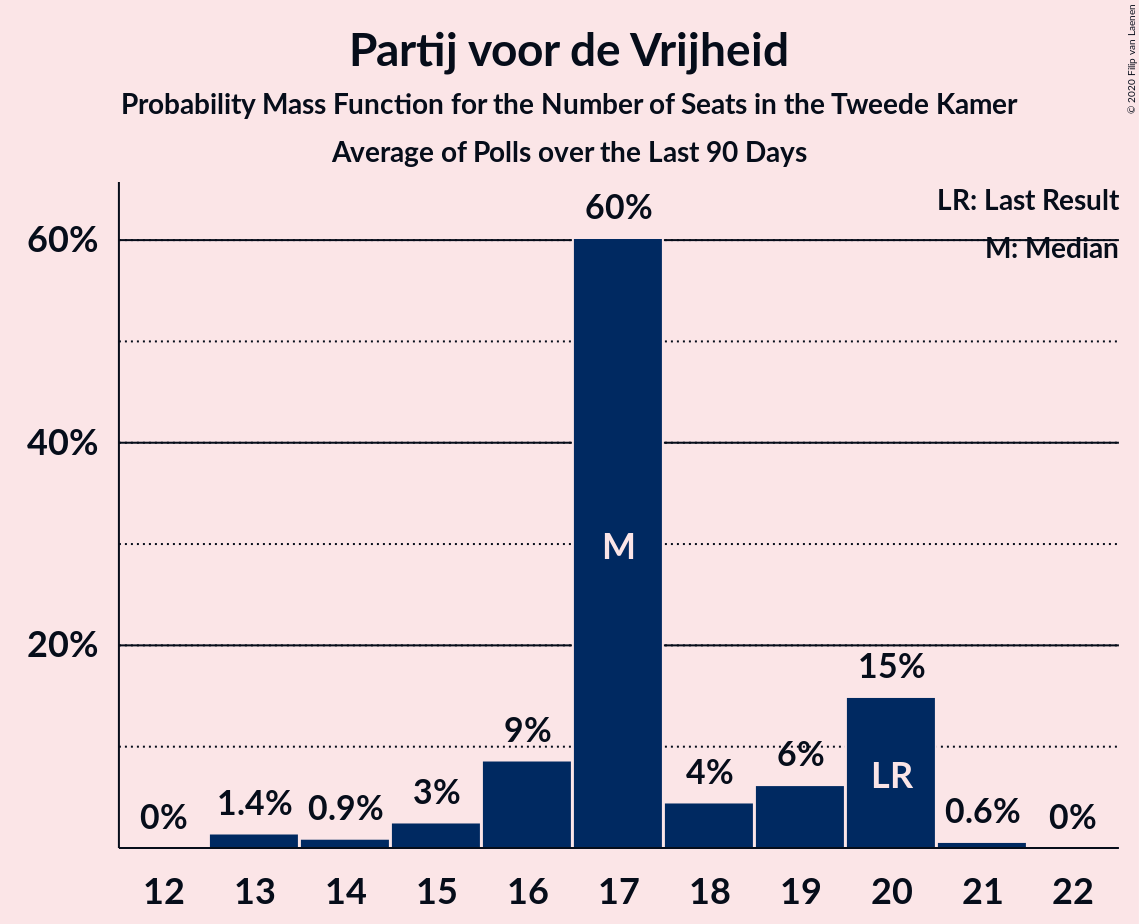 Partij voor de Vrijheid
Probability Mass Function for the Number of Seats in the Tweede Kamer
Average of Polls over the Last 90 Days
© 2020 Filip van Laenen
LR: Last Result
M: Median
60%
40%
20%
0%
1.4%
0.9%
3%
9%
60%
4%
6%
15%
0.6%
0%
M
LR
12 13 14 15 16 17 18 19 20 21 22